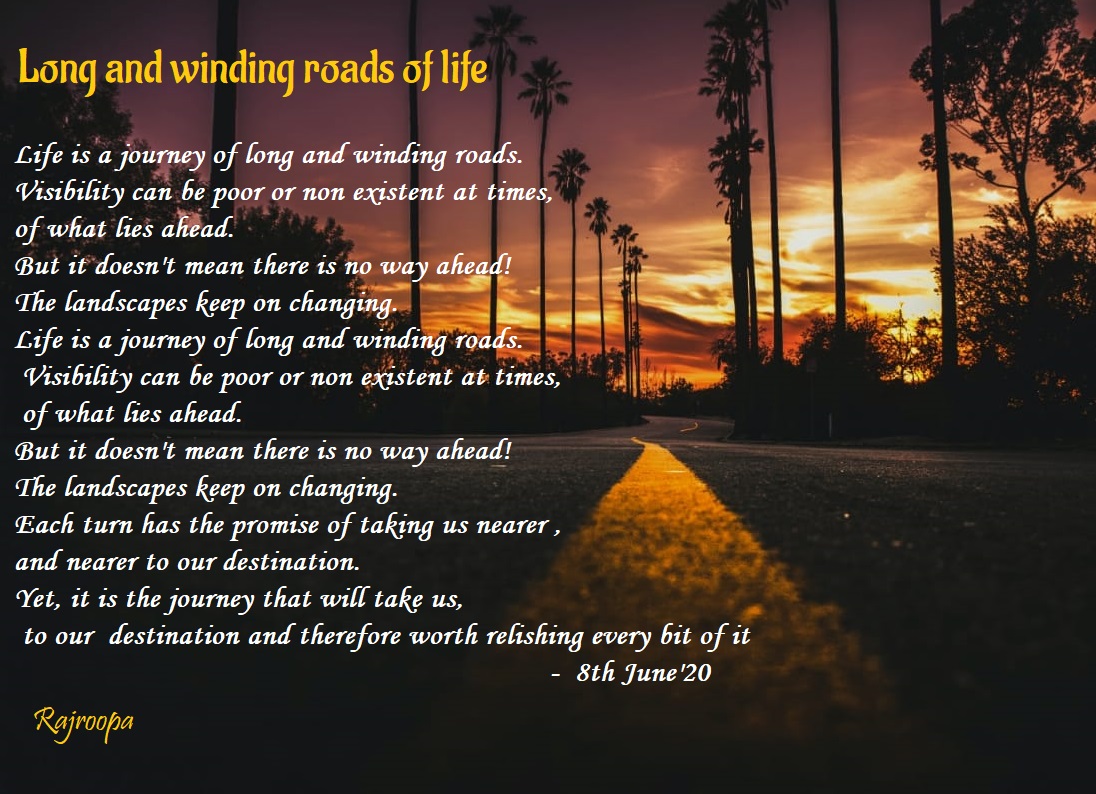 Long and winding roads of life
Life is a journey of long and winding roads.
Visibility can be poor or non existent at times,
of what lies ahead.
But it doesn't mean there is no way ahead!
The landscapes keep on changing.
Life is a journey of long and winding roads.
Visibility can be poor or non existent at times,
of what lies ahead.
But it doesn't mean there is no way ahead!
The landscapes keep on changing.
Each turn has the promise of taking us nearer ,
and nearer to our destination.
Yet, it is the journey that will take us,
to our destination and therefore worth relishing every bit of it
- 8th June'20
Rajroopa